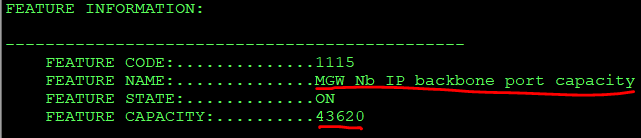 FEATURE INFORMATION:
----------------------------------------------
FEATURE CODE:..............1115
FEATURE NAME:..............MGW Nb IP backbone port capacity
FEATURE STATE:.............ON
FEATURE CAPACITY:..........43620